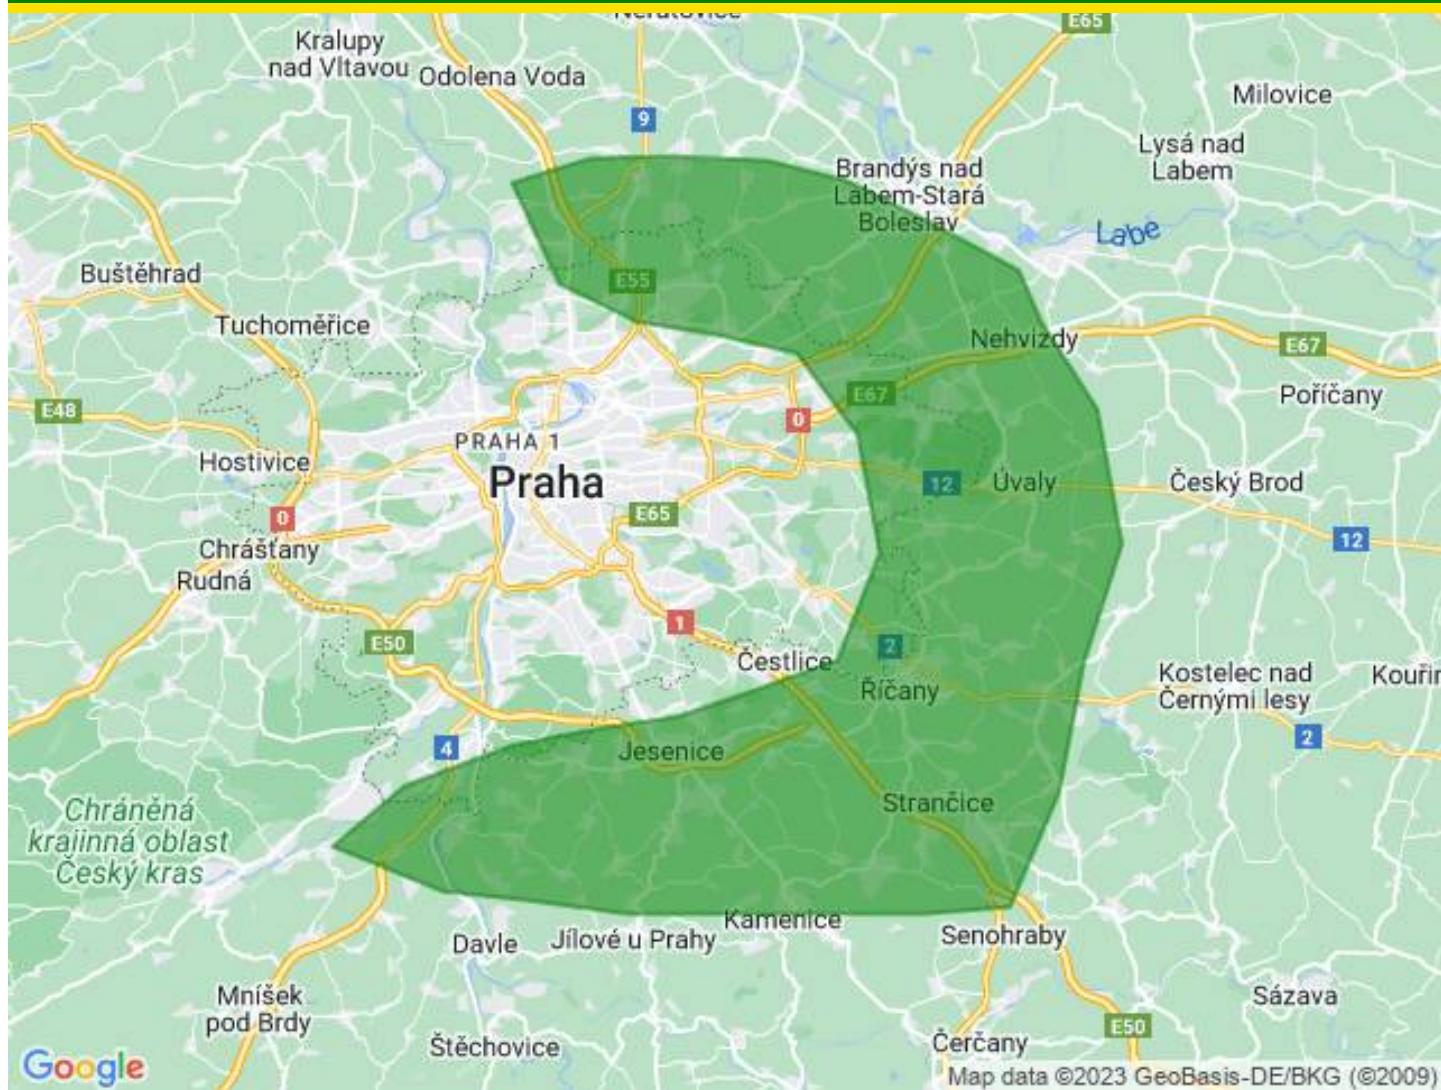 Neratovice
E65
Kralupy
nad Vltavou
Odolena Voda
Milovice
9
Lysá nad
Labem
Brandýs nad
Labem-Stará
Boleslav
Labe
Buštěhrad
E55
Tuchoměřice
Nehvizdy
E67
E67
Poříčany
E48
0
PRAHA 1
Hostivice
Praha
12
Úvaly
Český Brod
0
E65
12
Chrášťany
Rudná
1
E50
2
Čestlice
Říčany
Kostelec nad
Černými lesy
Kouřim
4
Jesenice
2
Chráněná
krajinná oblast
Český kras
Strančice
Kamenice
Davle
Jílové u Prahy
Senohraby
Mníšek
pod Brdy
Sázava
E50
Štěchovice
Čerčany
Google
Map data ©2023 GeoBasis-DE/BKG (©2009)